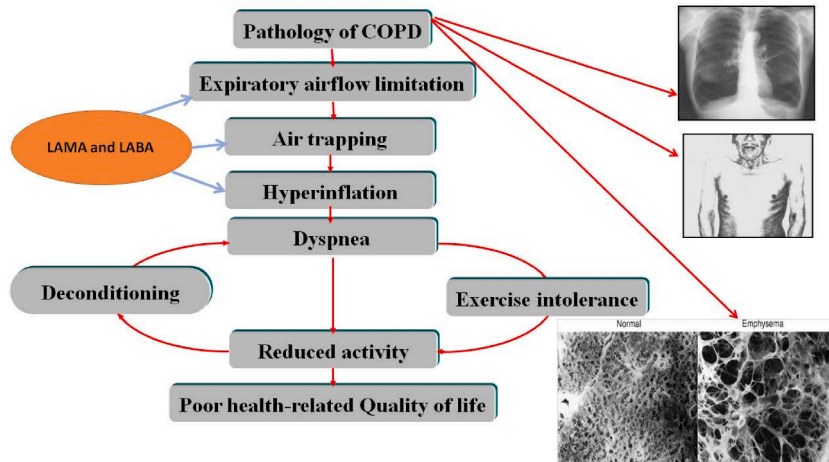 Pathology of COPD
Expiratory airflow limitation
LAMA and LABA
Air trapping
Hyperinflation
Dyspnea
Deconditioning
Exercise intolerance
Reduced activity
Poor health-related Quality of life
Normal
Emphysema